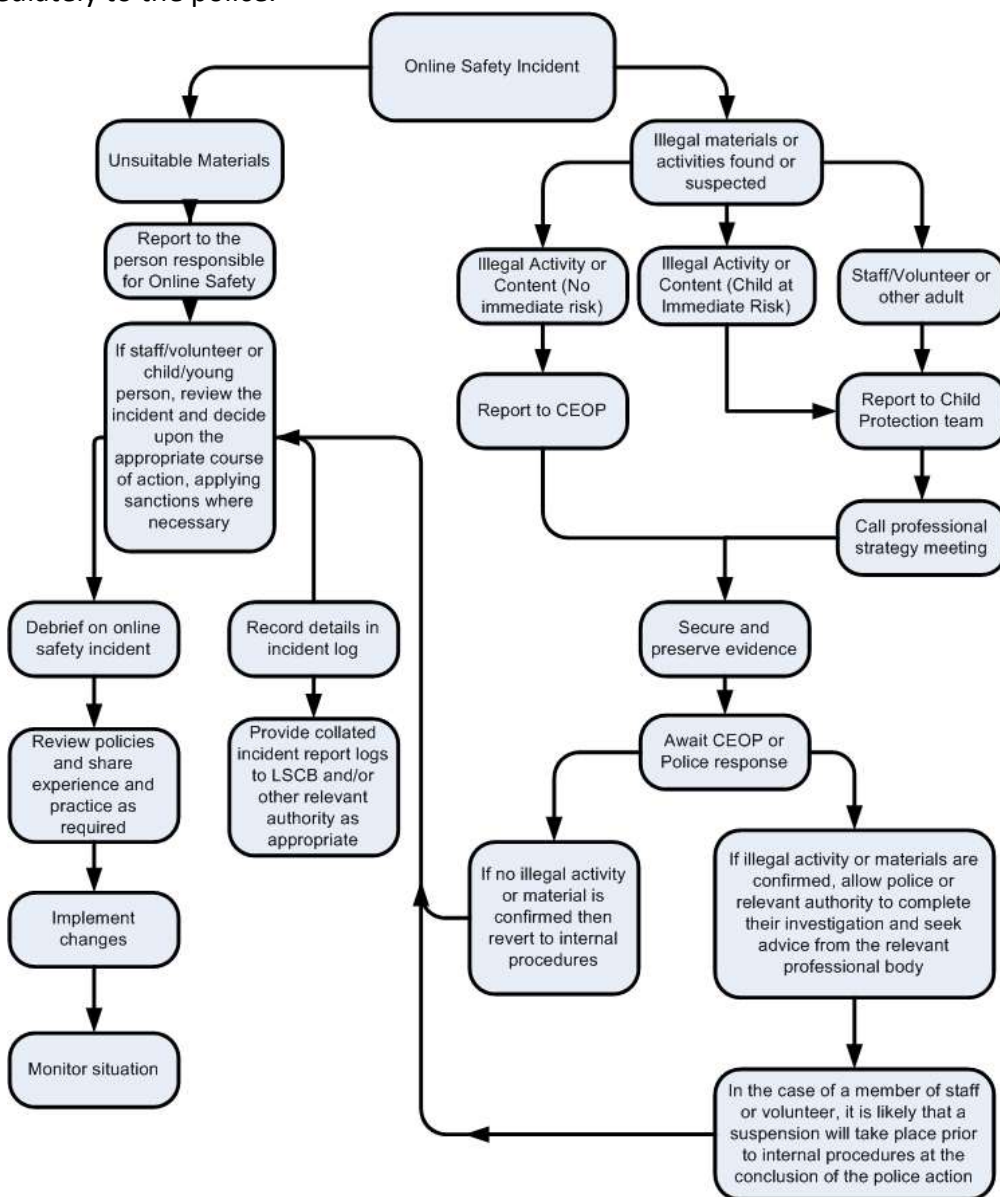 to the police.
Online Safety Incident
Unsuitable Materials
Report to the
person responsible
for Online Safety
If staff/volunteer or
child/young
person, review the
incident and decide
upon the
appropriate course
of action, applying
sanctions where
necessary
Debrief on online
safety incident
Review policies
and share
experience and
practice as
required
Implement
changes
Monitor situation
Record details in
incident log
Provide collated
incident report logs
to LSCB and/or
other relevant
authority as
appropriate
Illegal materials or
activities found or
suspected
Illegal Activity or
Content (No
immediate risk)
Illegal Activity or
Content (Child at
Immediate Risk)
Staff/Volunteer or
other adult
Report to CEOP
Report to Child
Protection team
Call professional
strategy meeting
Secure and
preserve evidence
Await CEOP or
Police response
If no illegal activity
or material is
confirmed then
revert to internal
procedures
If illegal activity or materials are
confirmed, allow police or
relevant authority to complete
their investigation and seek
advice from the relevant
professional body
In the case of a member of staff
or volunteer, it is likely that a
suspension will take place prior
to internal procedures at the
conclusion of the police action